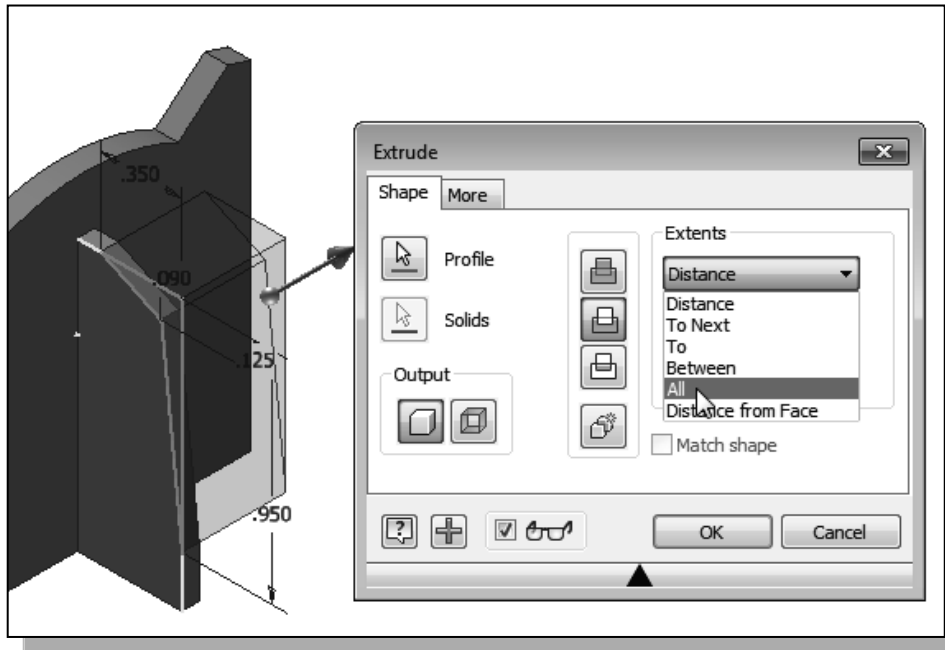 .350
.090
.125
.950
Extrude
Shape
More
Profile
Solids
Output
Extents
Distance
Distance
To Next
To
Between
All
Distance from Face
Match shape
OK
Cancel